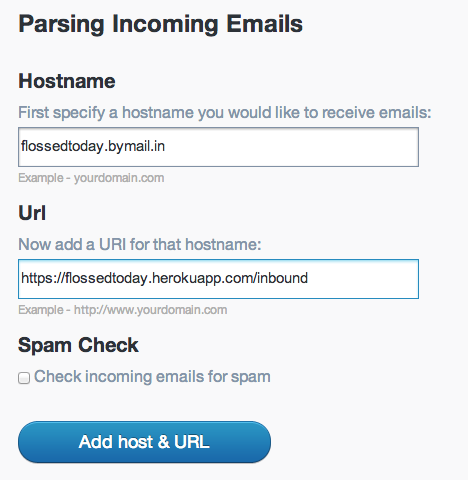 Parsing Incoming Emails
Hostname
First specify a hostname you would like to receive emails:
flossedtoday.bymail.in
Example - yourdomain.com
Url
Now add a URI for that hostname:
https://flossedtoday.herokuapp.com/inbound
Example - http://www.yourdomain.com
Spam Check
Check incoming emails for spam
Add host & URL